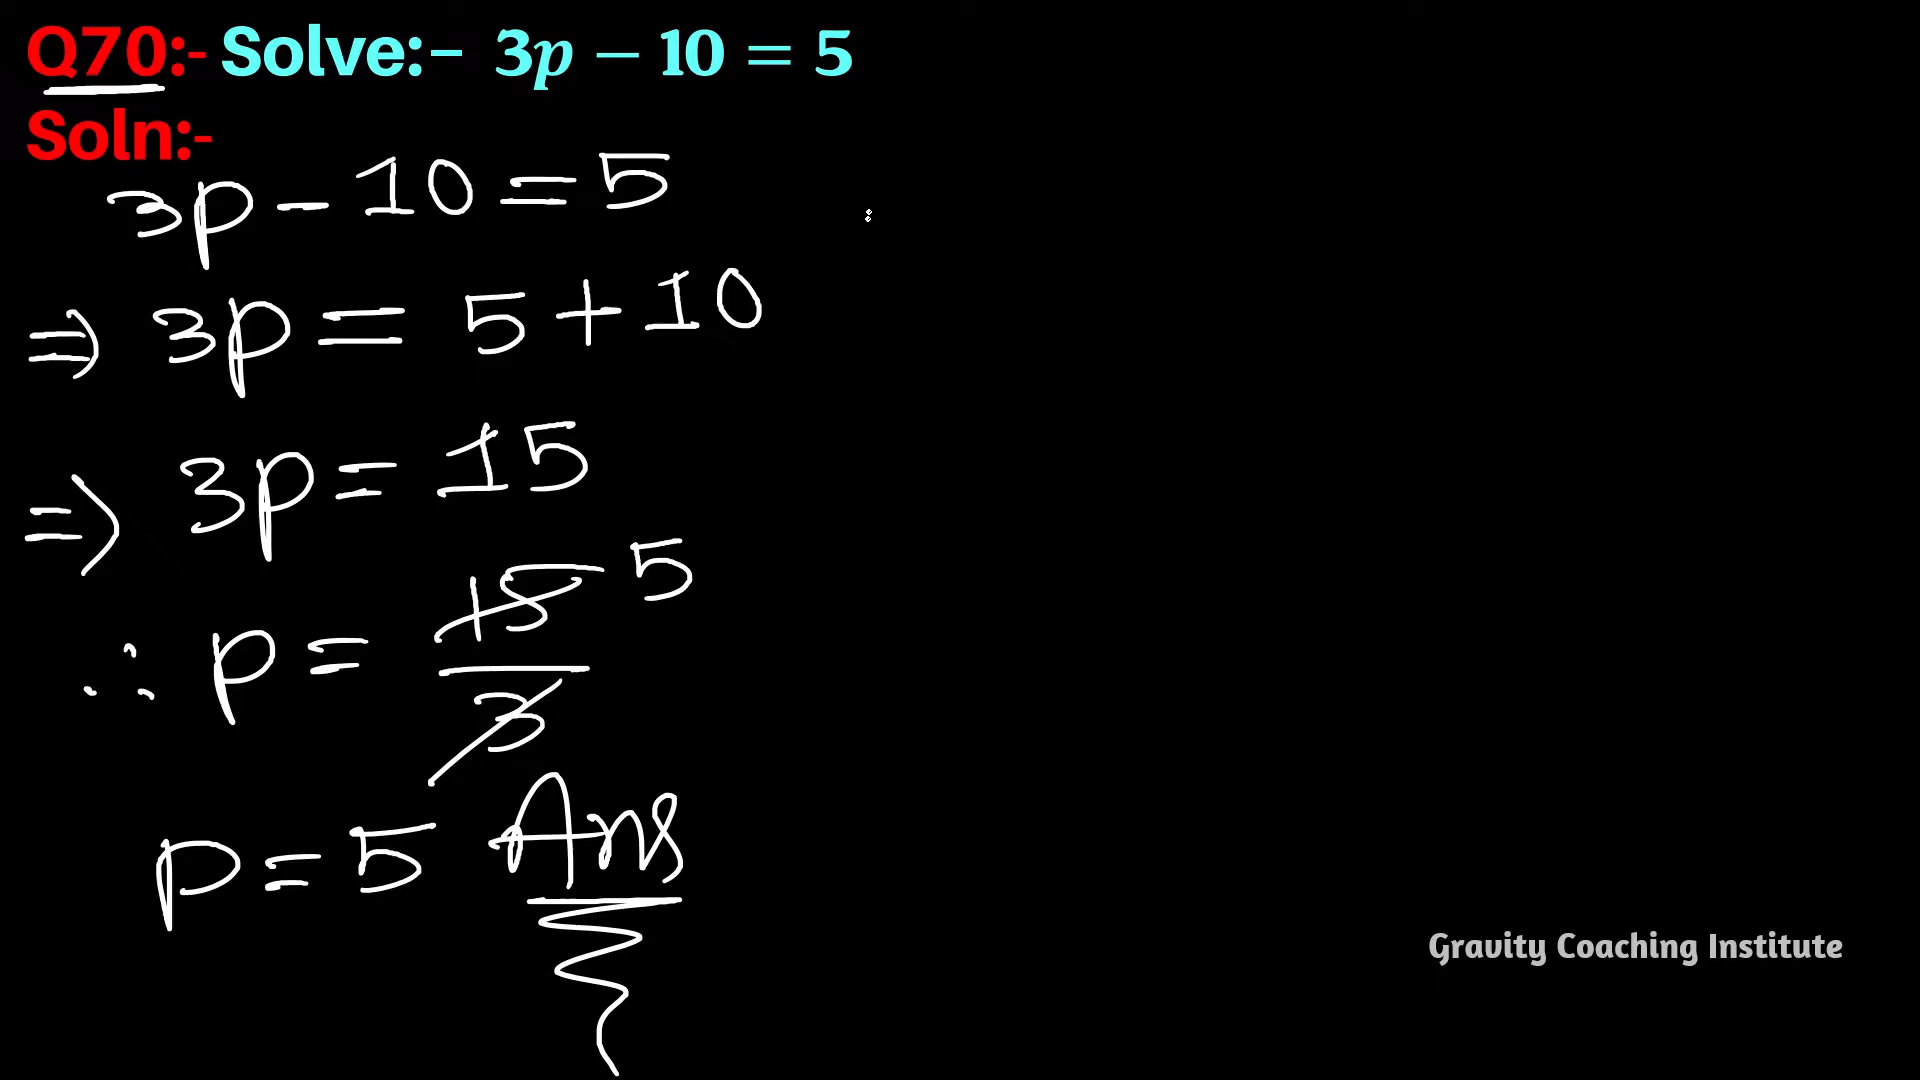 Q70:- Solve:− 3p − 10 = 5
Soln:-
3p − 10 = 5
⇒ 3p = 5 + 10
⇒ 3p = 15
∴ p = 15/3 5
p = 5 Ans
Gravity Coaching Institute